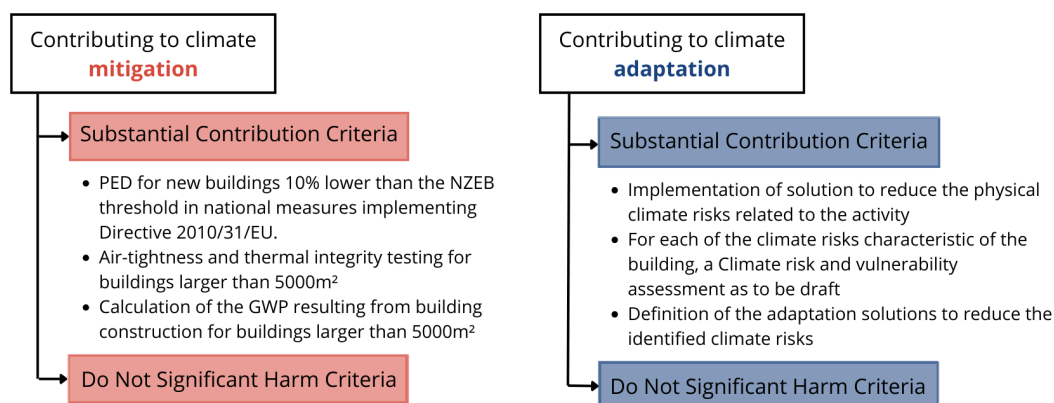 Contributing to climate
mitigation
Substantial Contribution Criteria
• PED for new buildings 10% lower than the NZEB
threshold in national measures implementing
Directive 2010/31/EU.
• Air-tightness and thermal integrity testing for
buildings larger than 5000m²
• Calculation of the GWP resulting from building
construction for buildings larger than 5000m²
Do Not Significant Harm Criteria
Contributing to climate
adaptation
Substantial Contribution Criteria
• Implementation of solution to reduce the physical
climate risks related to the activity
• For each of the climate risks characteristic of the
building, a Climate risk and vulnerability
assessment as to be draft
• Definition of the adaptation solutions to reduce the
identified climate risks
Do Not Significant Harm Criteria